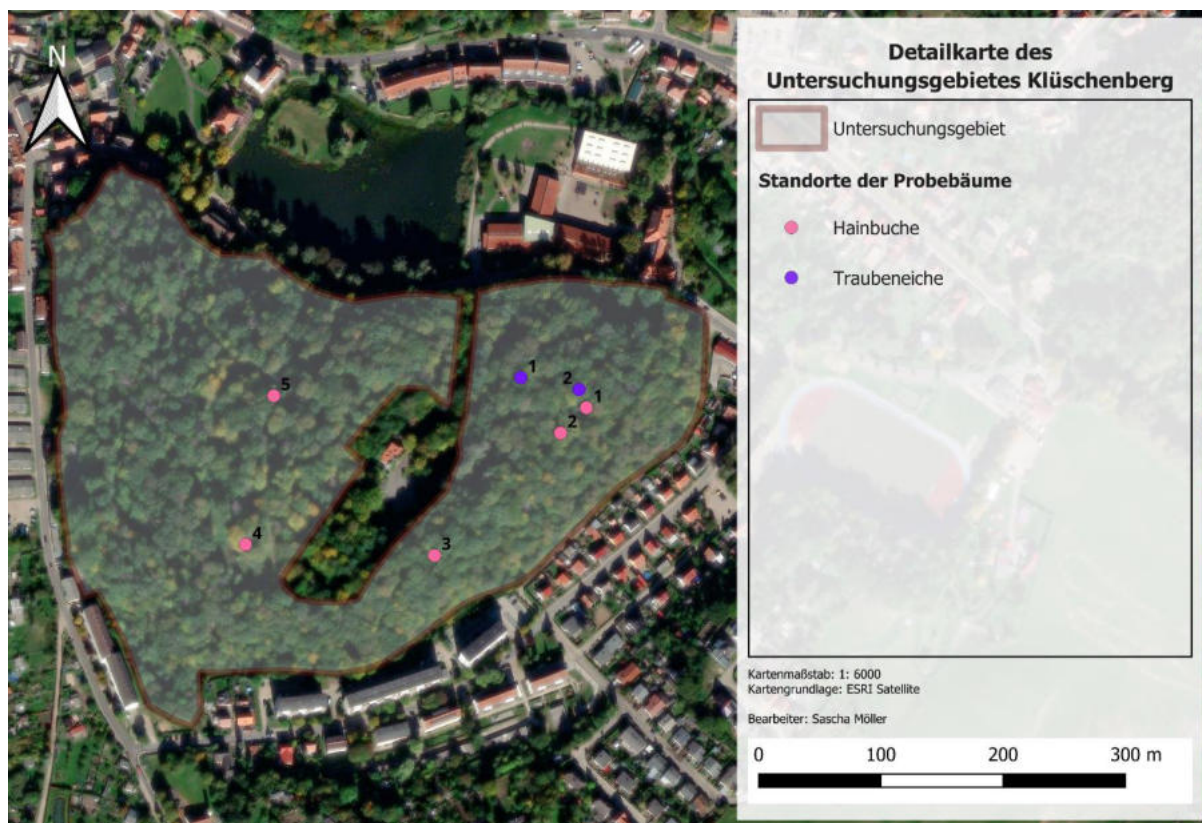 N
5
4
3
1
2
1
2
Detailkarte des
Untersuchungsgebietes Klüschenberg
Untersuchungsgebiet
Standorte der Probebäume
Hainbuche
Traubeneiche
Kartenmaßstab: 1: 6000
Kartengrundlage: ESRI Satellite
Bearbeiter: Sascha Möller
0 100 200 300 m